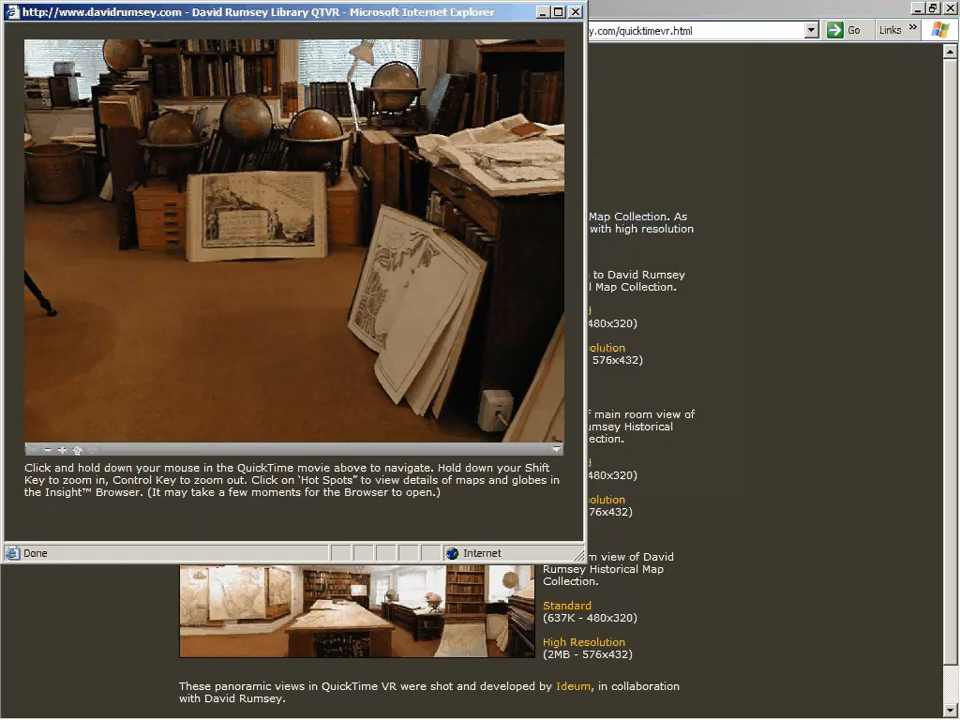 http://www.davidrumsey.com - David Rumsey Library QTVR - Microsoft Internet Explorer
y.com/quicktimevr.html
Go
Links »
Map Collection. As
with high resolution
to David Rumsey
l Map Collection.
480x320)
olution
576x432)
f main room view of
umsey Historical
ection.
480x320)
olution
576x432)
Click and hold down your mouse in the QuickTime movie above to navigate. Hold down your Shift
Key to zoom in, Control Key to zoom out. Click on 'Hot Spots" to view details of maps and globes in
the Insight™ Browser. (It may take a few moments for the Browser to open.)
Done
Internet
m view of David
Rumsey Historical Map
Collection.
Standard
(637K - 480x320)
High Resolution
(2MB - 576x432)
These panoramic views in QuickTime VR were shot and developed by Ideum, in collaboration
with David Rumsey.